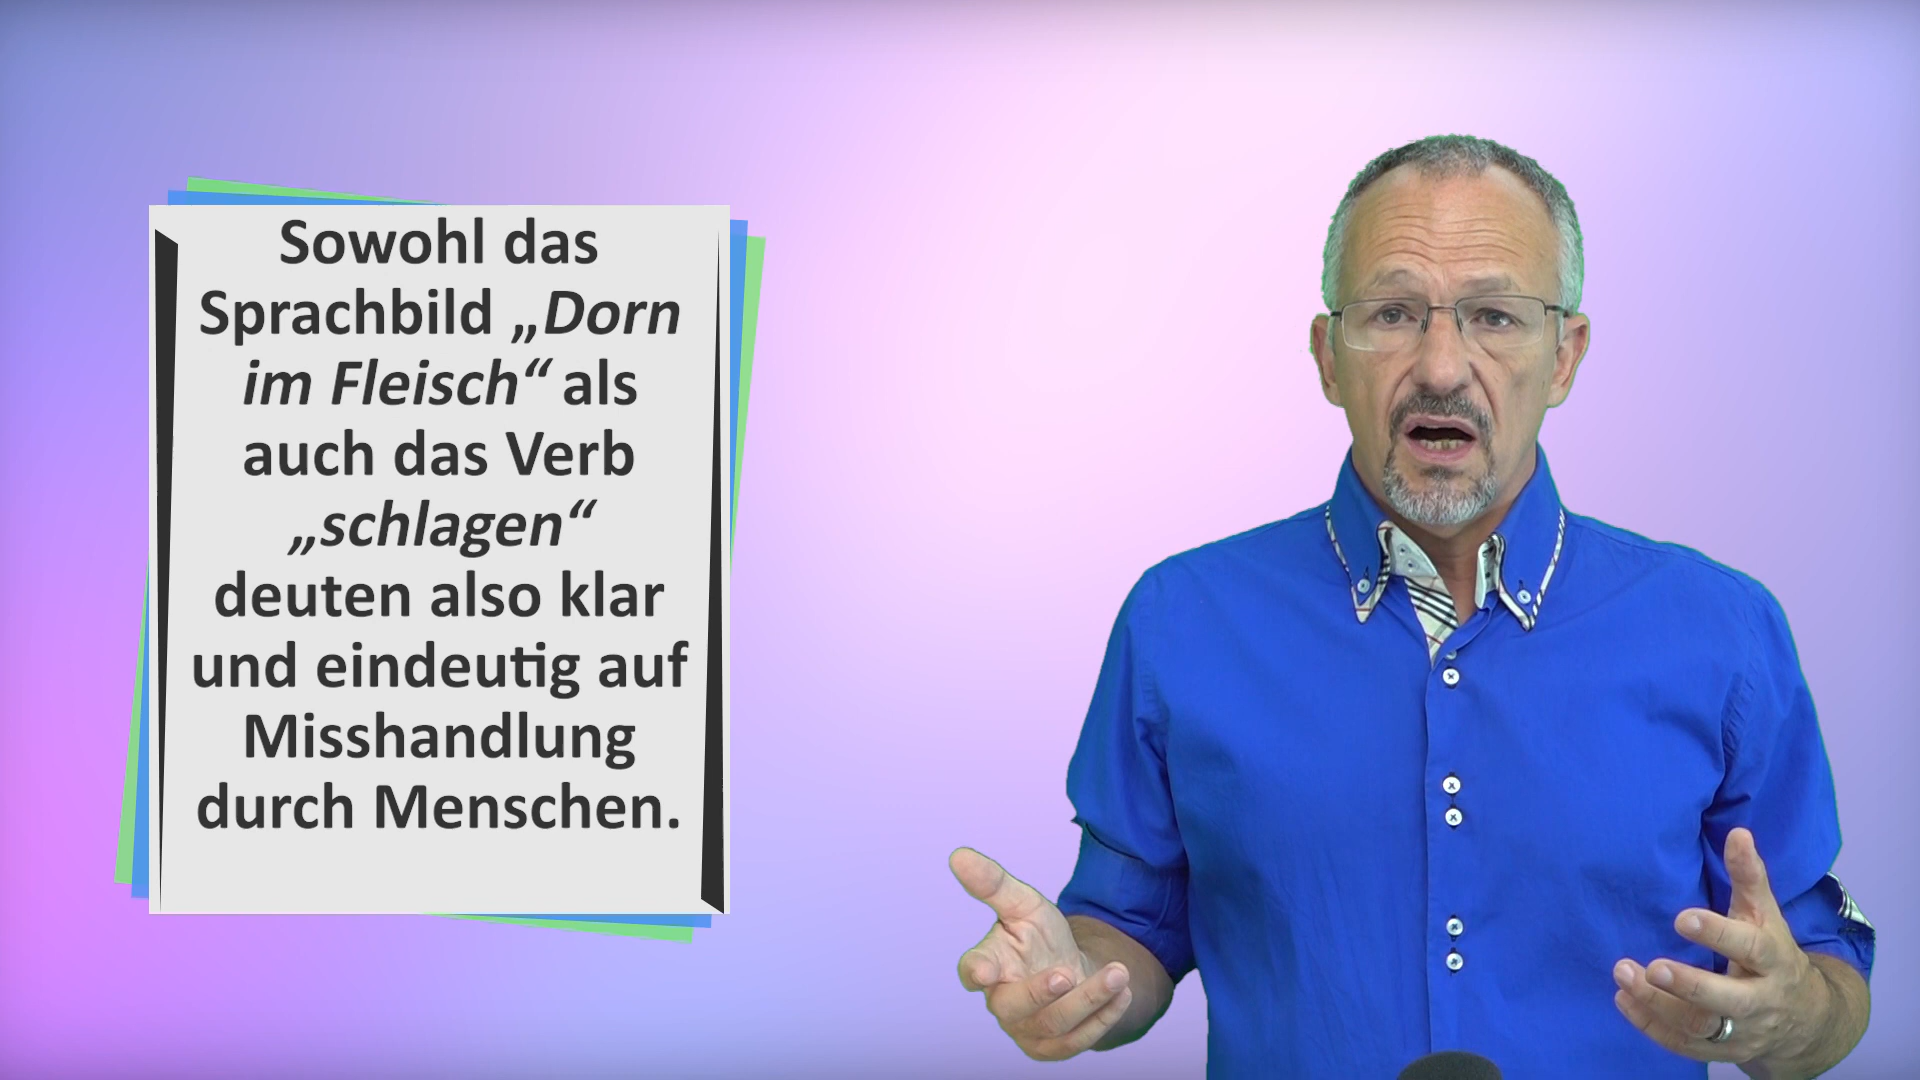 Sowohl das
Sprachbild „Dorn
im Fleisch“ als
auch das Verb
„schlagen“
deuten also klar
und eindeutig auf
Misshandlung
durch Menschen.